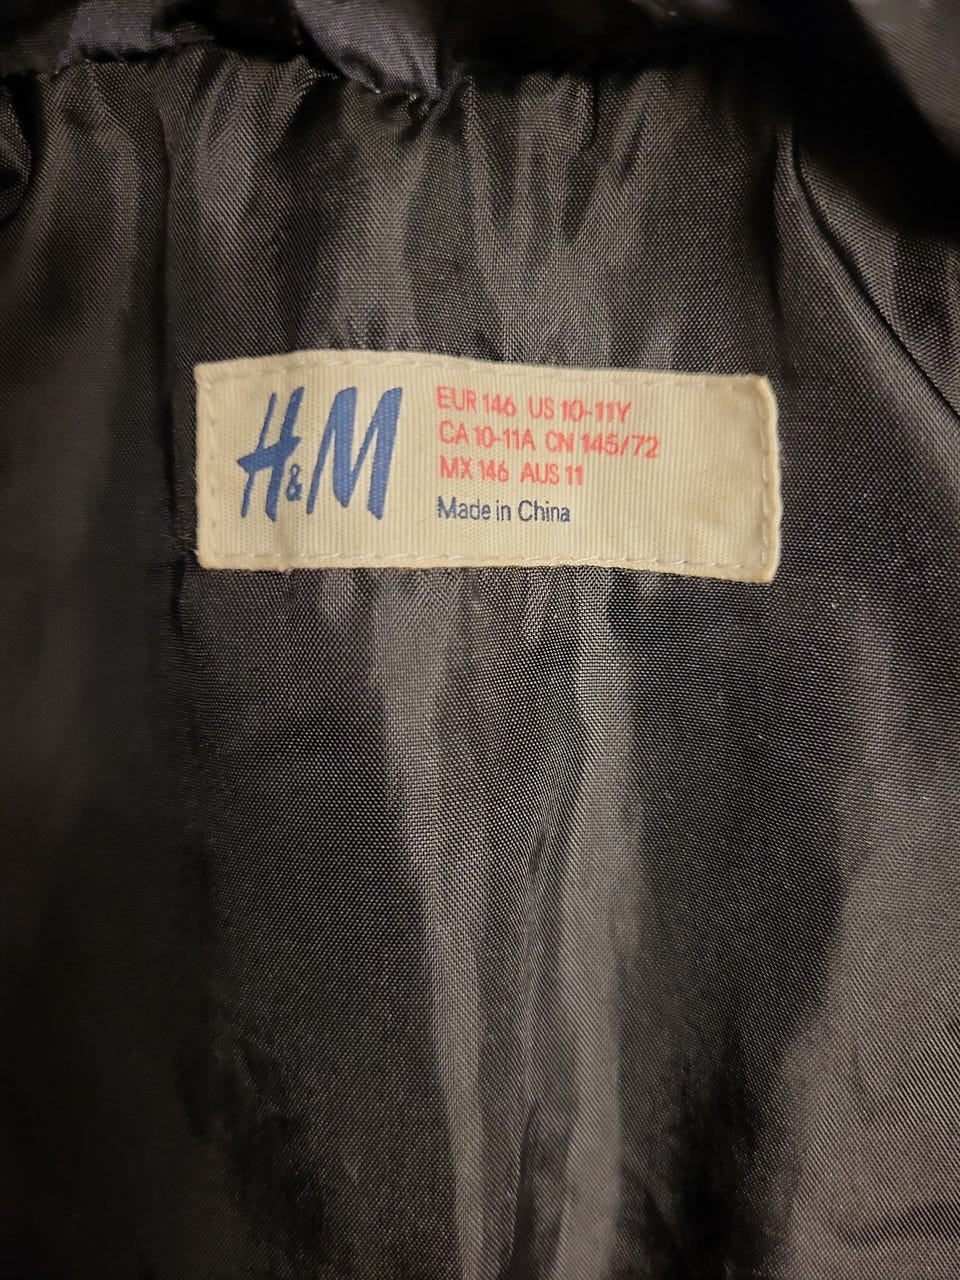 H&M
EUR 146 US 10-11Y
CA 10-11A CN 145/72
MX 146 AUS 11
Made in China